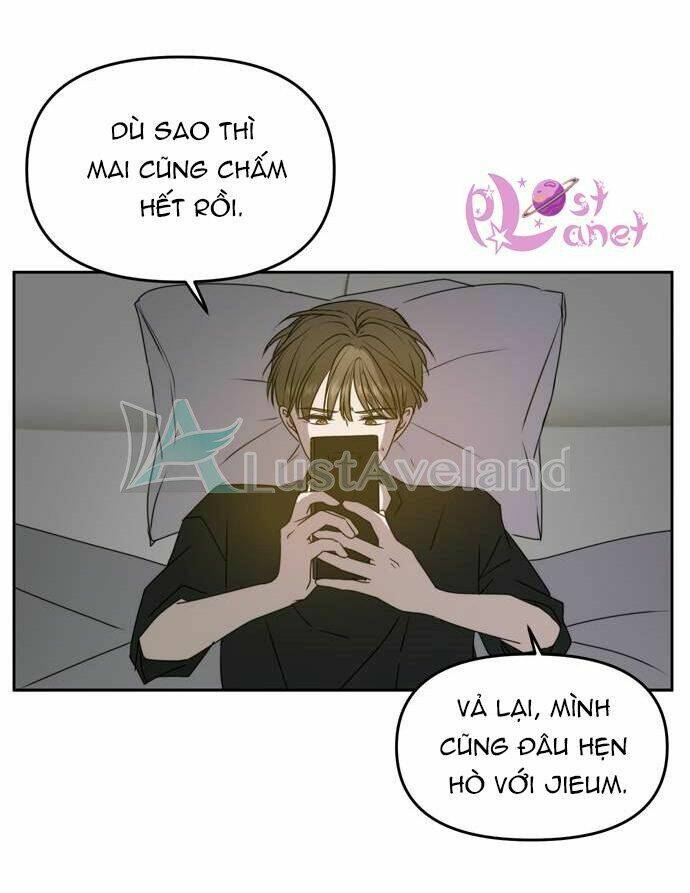 DÙ SAO THÌ
MAI CŨNG CHẤM
HẾT RỒI.
Lost
Planet
LA LustAveland
VẢ LẠI, MÌNH
CŨNG ĐÂU HẸN
HÒ VỚI JIEUM.